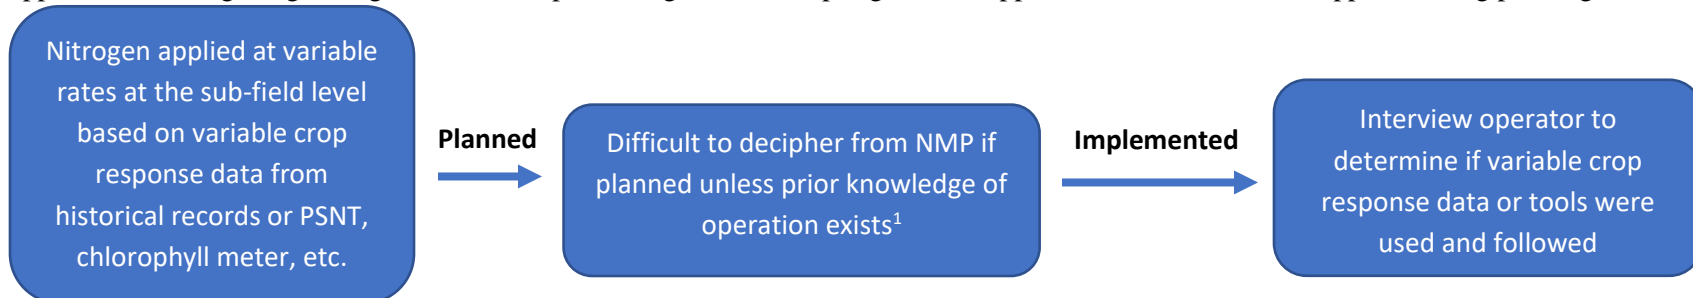 Nitrogen applied at variable
rates at the sub-field level
based on variable crop
response data from
historical records or PSNT,
chlorophyll meter, etc.
Planned
Difficult to decipher from NMP if
planned unless prior knowledge of
operation exists1
Implemented
Interview operator to
determine if variable crop
response data or tools were
used and followed